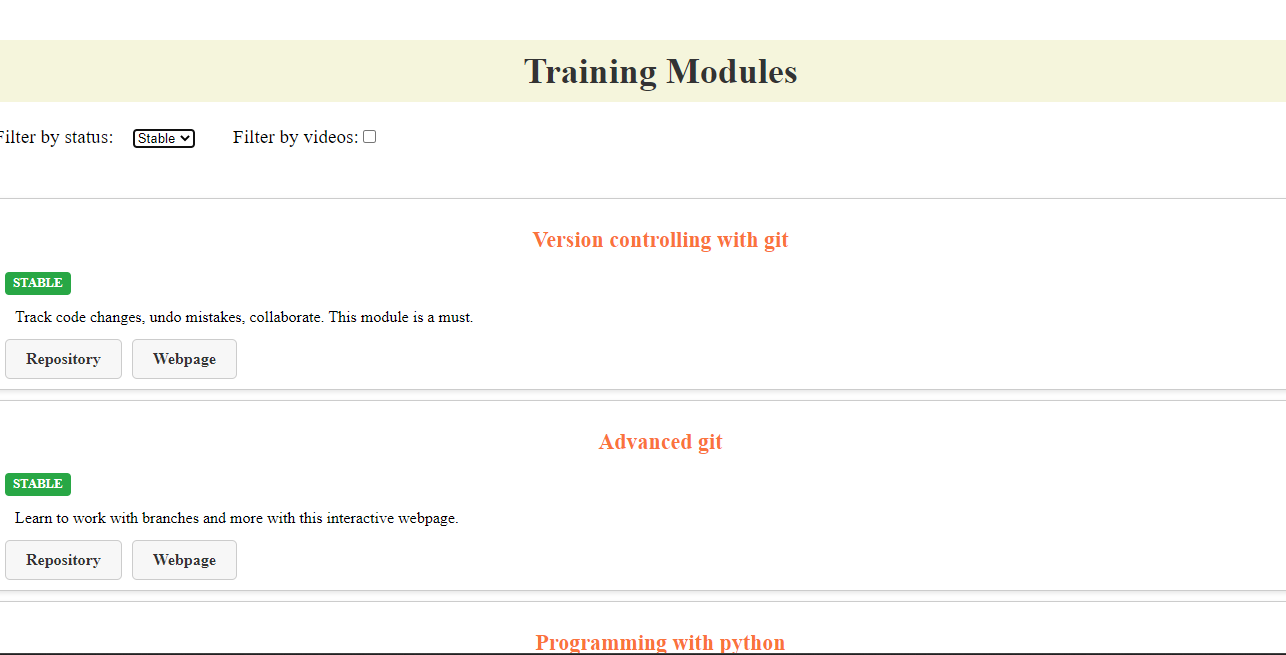 Training Modules
Filter by status: Stable Filter by videos:
Version controlling with git
STABLE
Track code changes, undo mistakes, collaborate. This module is a must.
Repository Webpage
Advanced git
STABLE
Learn to work with branches and more with this interactive webpage.
Repository Webpage
Programming with python